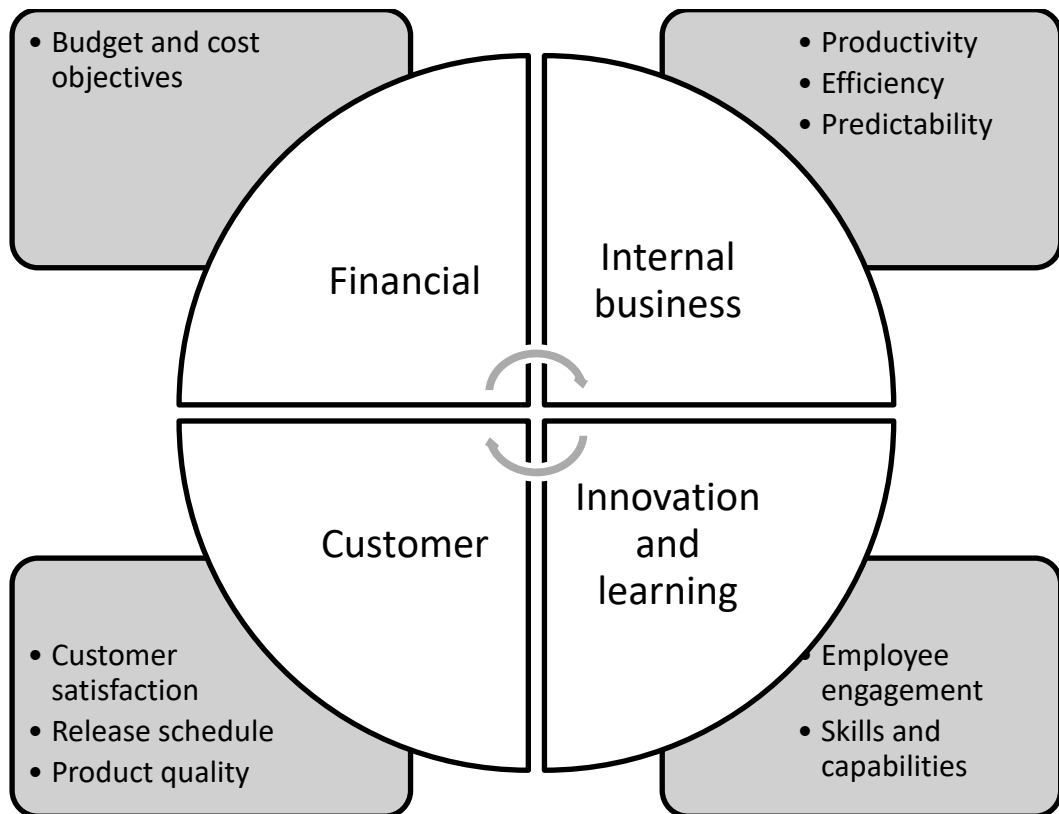 • Budget and cost
objectives
• Productivity
• Efficiency
• Predictability
Financial
Internal
business
Customer
Innovation
and
learning
• Customer
satisfaction
• Release schedule
• Product quality
• Employee
engagement
• Skills and
capabilities